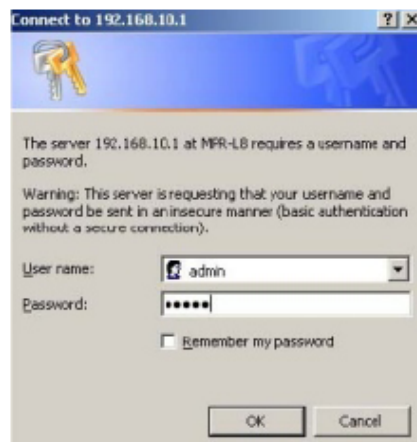 Connect to 192.168.10.1
The server 192.168.10.1 at MPR-L8 requires a username and
password.
Warning: This server is requesting that your username and
password be sent in an insecure manner (basic authentication
without a secure connection).
User name:
admin
Password:
•••••
Remember my password
OK
Cancel